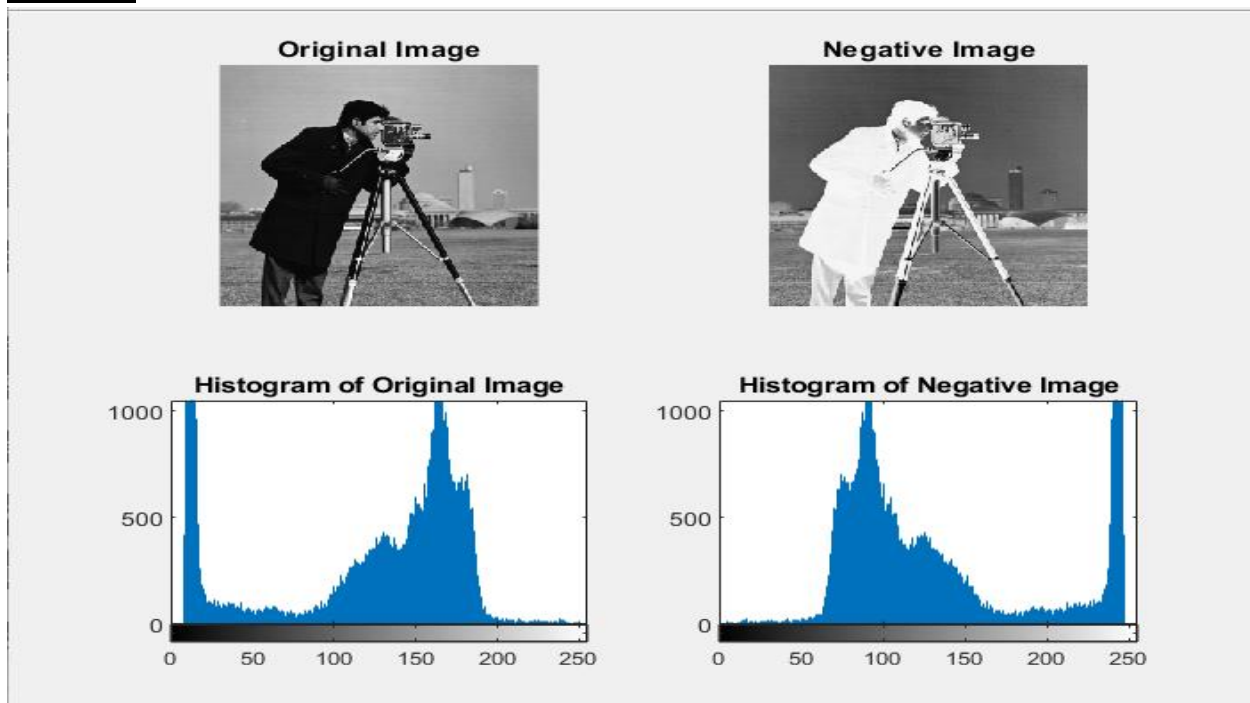 Original Image
Negative Image
Histogram of Original Image
1000
500
0
0 50 100 150 200 250
Histogram of Negative Image
1000
500
0
0 50 100 150 200 250